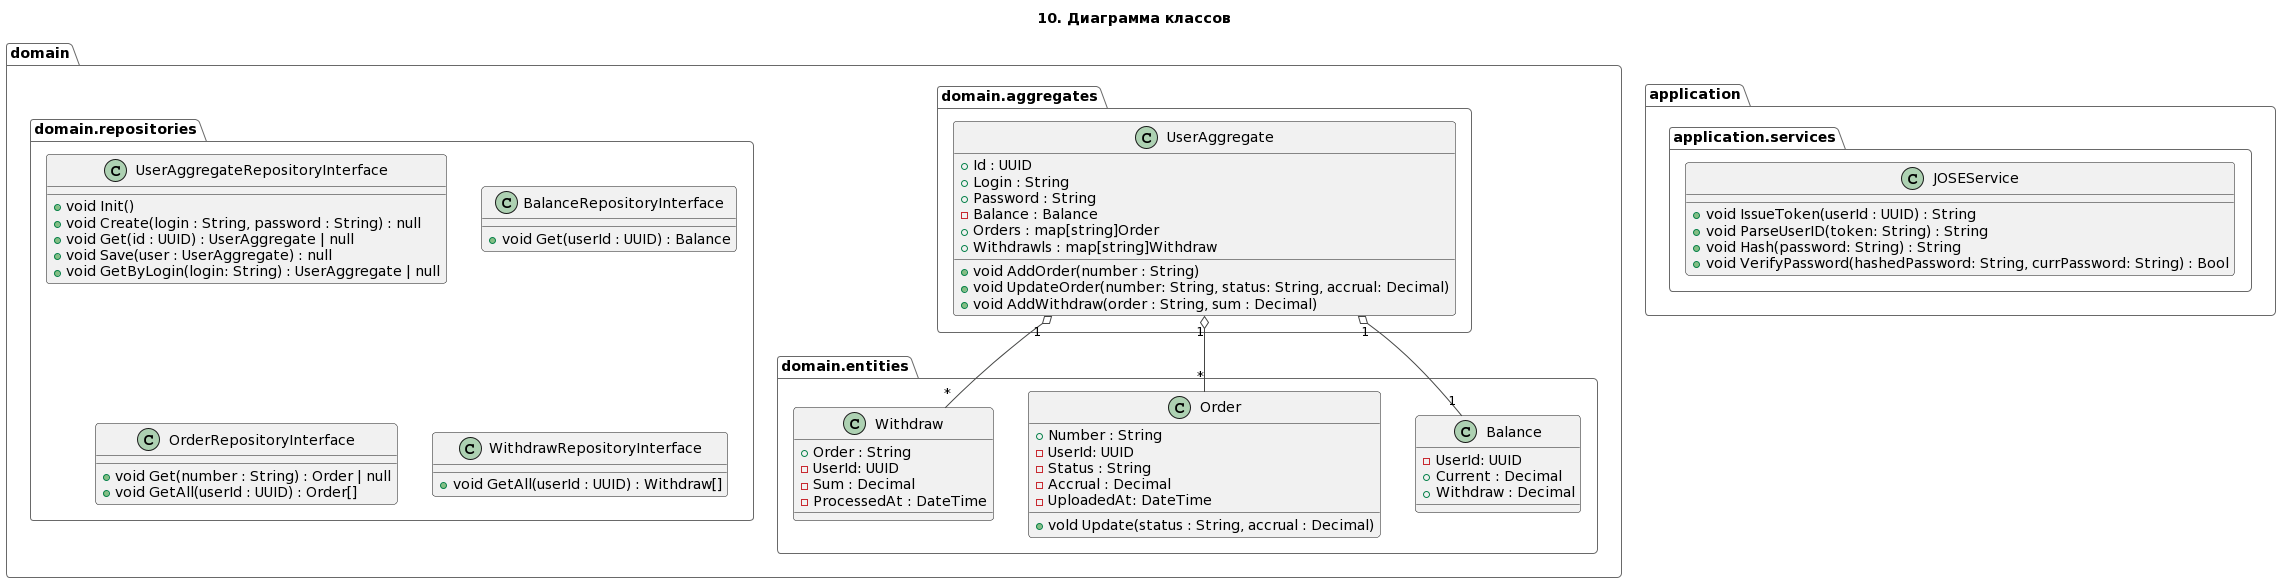 10. Диаграмма классов
domain
domain.repositories
C UserAggregateRepositoryInterface
void Init()
void Create(login : String, password : String) : null
void Get(id : UUID) : UserAggregate | null
void Save(user : UserAggregate) : null
void GetByLogin(login: String) : UserAggregate | null
C BalanceRepositoryInterface
void Get(userId : UUID) : Balance
C OrderRepositoryInterface
void Get(number : String) : Order | null
void GetAll(userId : UUID) : Order[]
C WithdrawRepositoryInterface
void GetAll(userId : UUID) : Withdraw[]
domain.aggregates
C UserAggregate
Id : UUID
Login : String
Password : String
Balance : Balance
Orders : map[string]Order
Withdrawls : map[string]Withdraw
void AddOrder(number : String)
void UpdateOrder(number: String, status: String, accrual: Decimal)
void AddWithdraw(order : String, sum : Decimal)
1
1
1
domain.entities
*
*
1
C Withdraw
Order : String
UserId: UUID
Sum : Decimal
ProcessedAt : DateTime
C Order
Number : String
UserId: UUID
Status : String
Accrual : Decimal
UploadedAt: DateTime
vold Update(status : String, accrual : Decimal)
C Balance
UserId: UUID
Current : Decimal
Withdraw : Decimal
application
application.services
C JOSEService
void IssueToken(userId : UUID) : String
void ParseUserID(token: String) : String
void Hash(password: String) : String
void VerifyPassword(hashedPassword: String, currPassword: String) : Bool